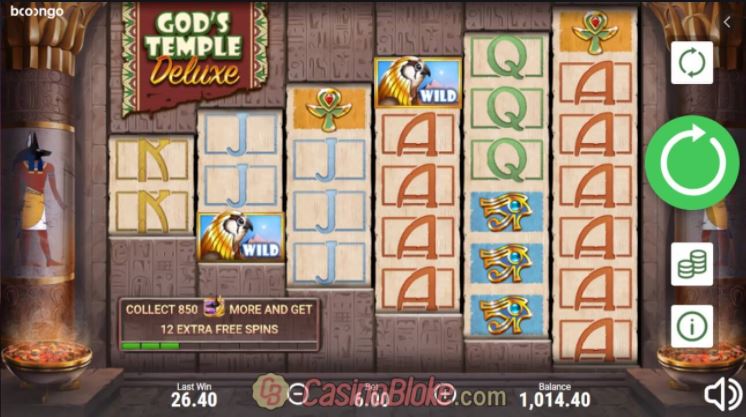 booongo
GOD'S
TEMPLE
Deluxe
A
Q
WILD
A
J
Q
A
K
J
A
Q
A
K
J
J
A
A
WILD
J
A
A
J
A
A
COLLECT 850 MORE AND GET
12 EXTRA FREE SPINS
A
Last Win
Bet
Balance
26.40
6.00
1,014.40
CB CasinoBloke.com